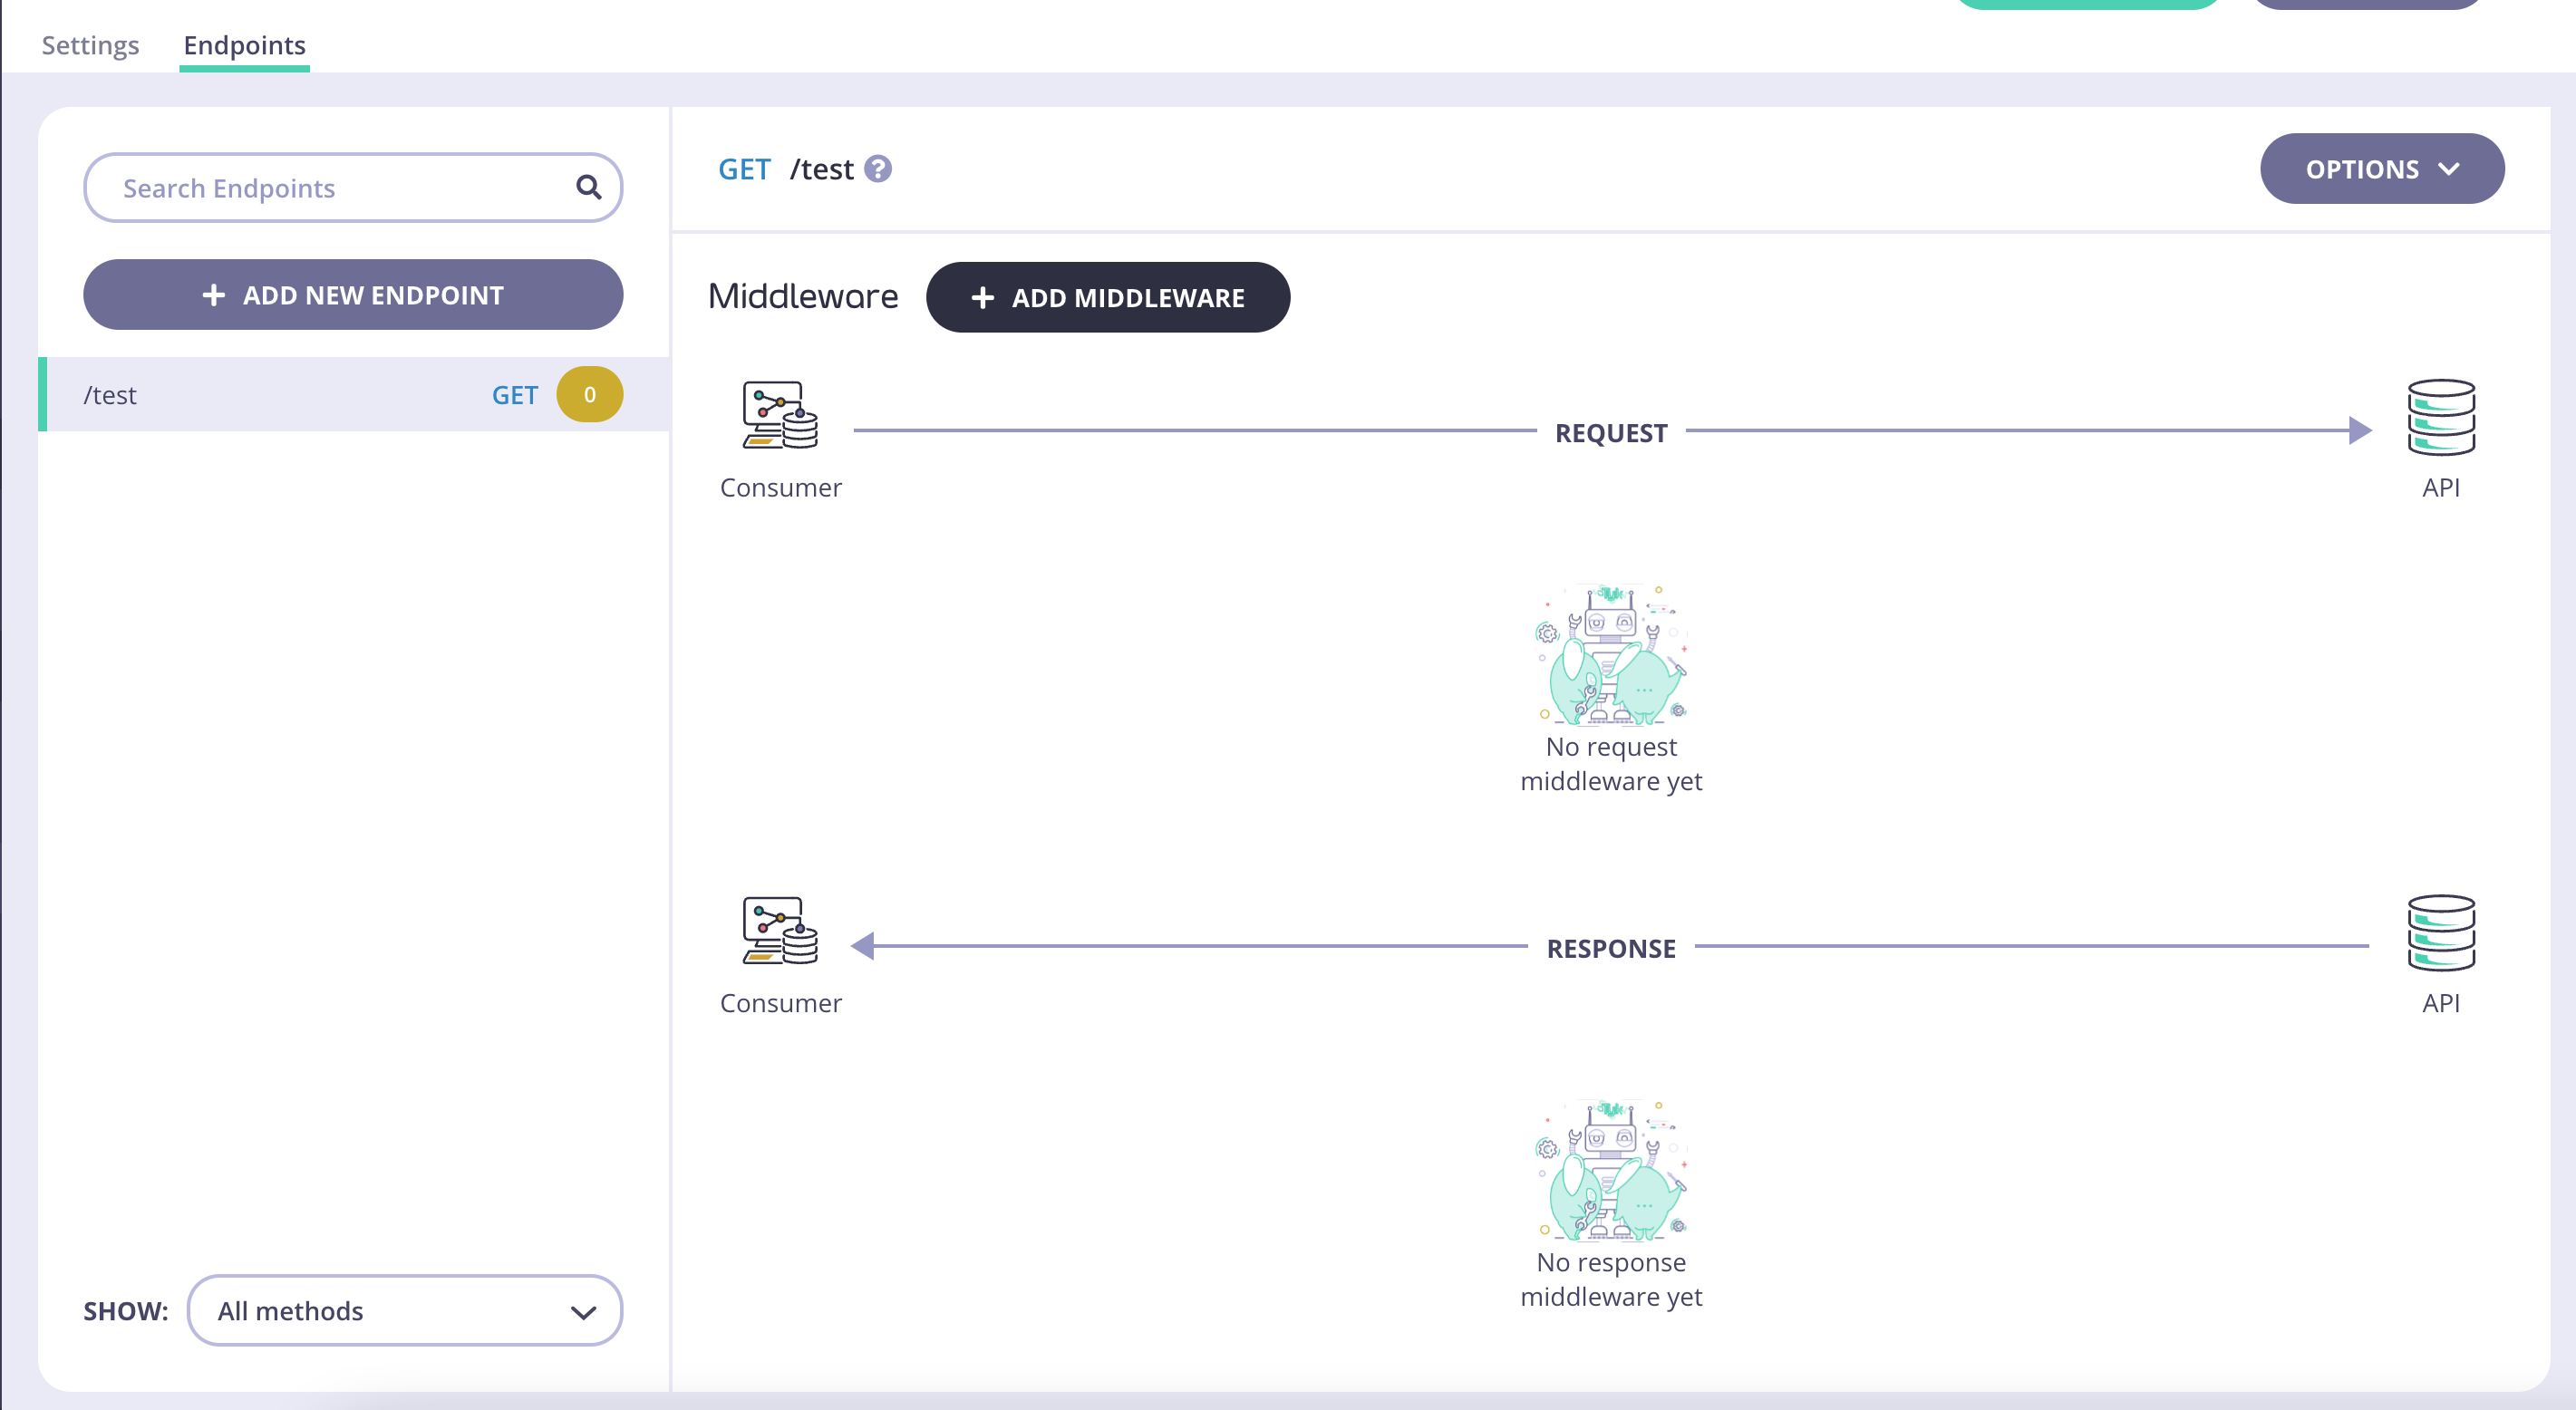 Settings Endpoints
Search Endpoints
+ ADD NEW ENDPOINT
/test GET 0
SHOW: All methods
GET /test ?
OPTIONS
Middleware + ADD MIDDLEWARE
REQUEST
Consumer
API
No request
middleware yet
RESPONSE
Consumer
API
No response
middleware yet